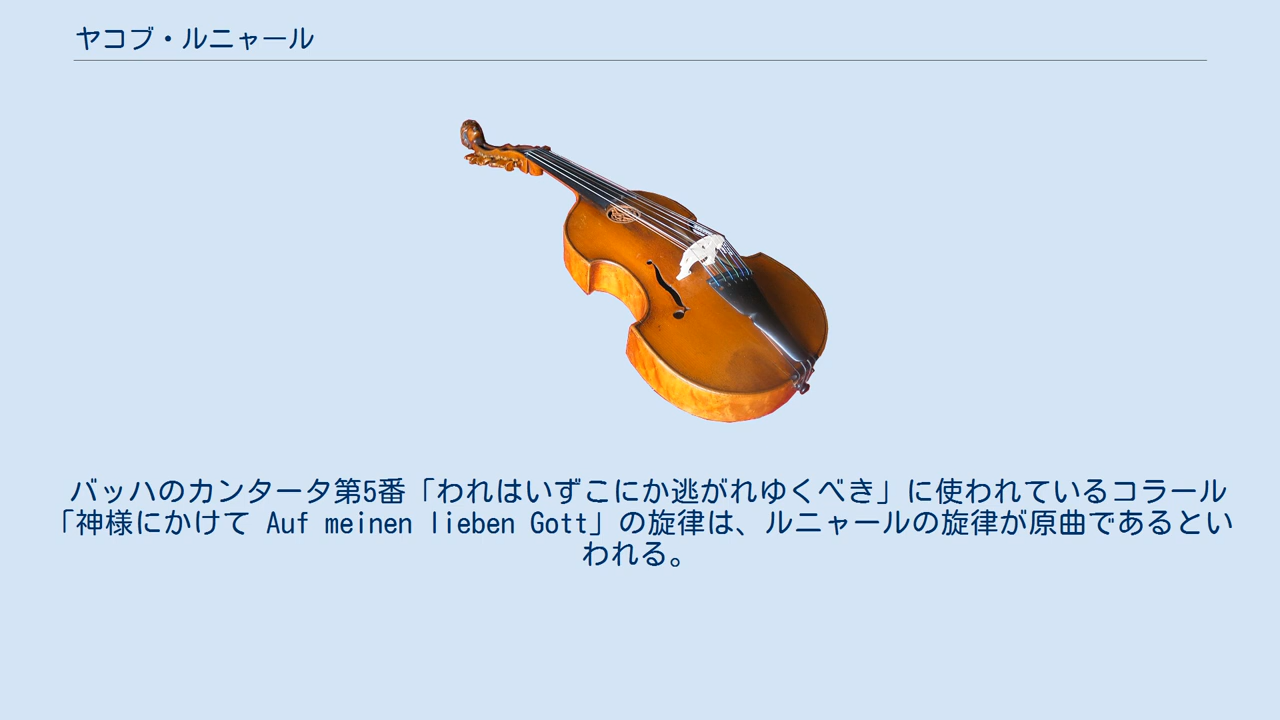 ヤコブ・ルニャール
バッハのカンタータ第5番「われはいずこにか逃がれゆくべき」に使われているコラール
「神様にかけて Auf meinen lieben Gott」の旋律は、ルニャールの旋律が原曲であるとい
われる。